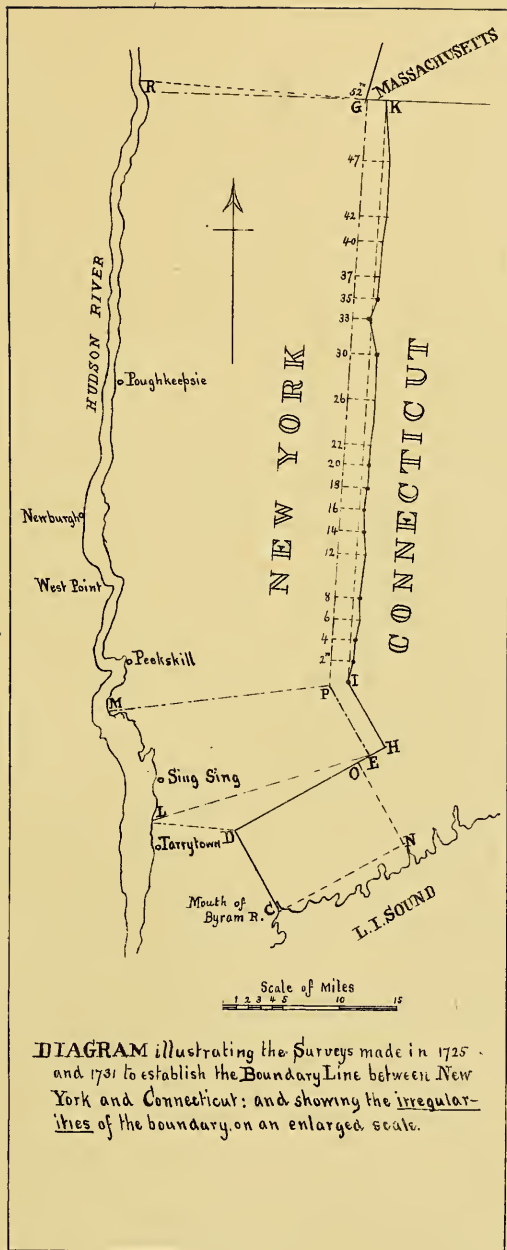 MASSACHUSETTS
R
52 m
G K
47
42
40
37
35
33
30
26
22
20
18
16
14
12
8
6
4
2 m
HUDSON RIVER
NEW YORK
CONNECTICUT
Poughkeepsie
Newburgh
West Point
Peekskill
M
P
I
H
E
O
Sing Sing
L
D
Tarrytown
N
Mouth of
Byram R.
C
L.I. SOUND
Scale of Miles
1 2 3 4 5 10 15
DIAGRAM illustrating the Surveys made in 1725
and 1731 to establish the Boundary Line between New
York and Connecticut: and showing the irregular-
ities of the boundary on an enlarged scale.